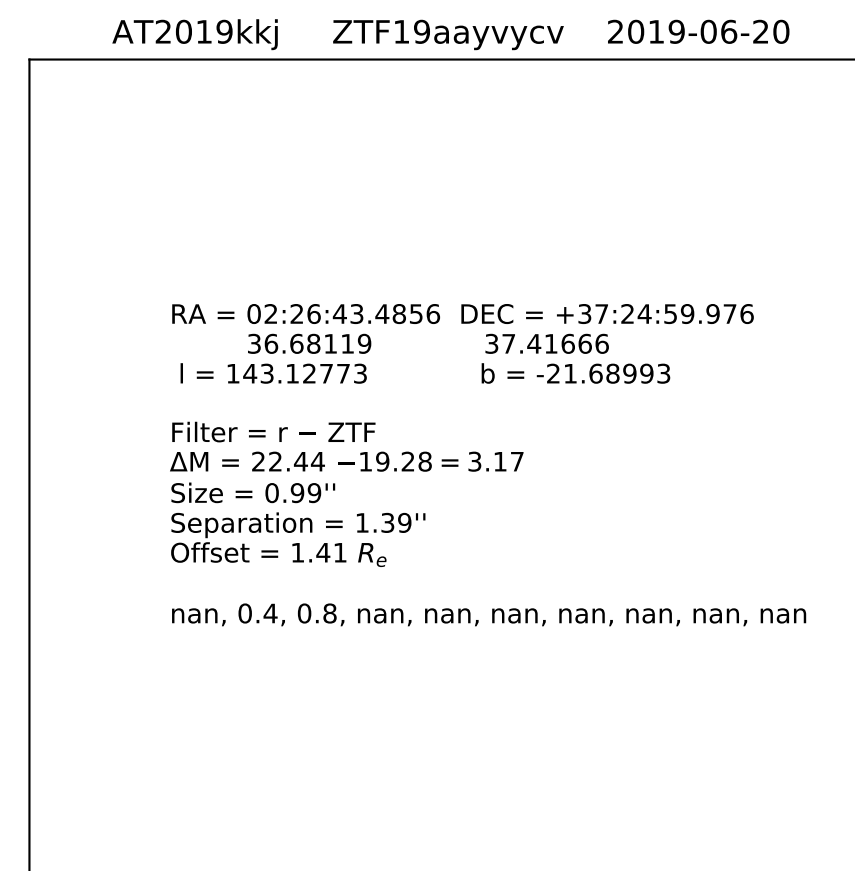 AT2019kkj ZTF19aayvycv 2019-06-20
RA = 02:26:43.4856 DEC = +37:24:59.976
36.68119 37.41666
l = 143.12773 b = -21.68993
Filter = r − ZTF
ΔM = 22.44 −19.28 = 3.17
Size = 0.99''
Separation = 1.39''
Offset = 1.41 Re
nan, 0.4, 0.8, nan, nan, nan, nan, nan, nan, nan